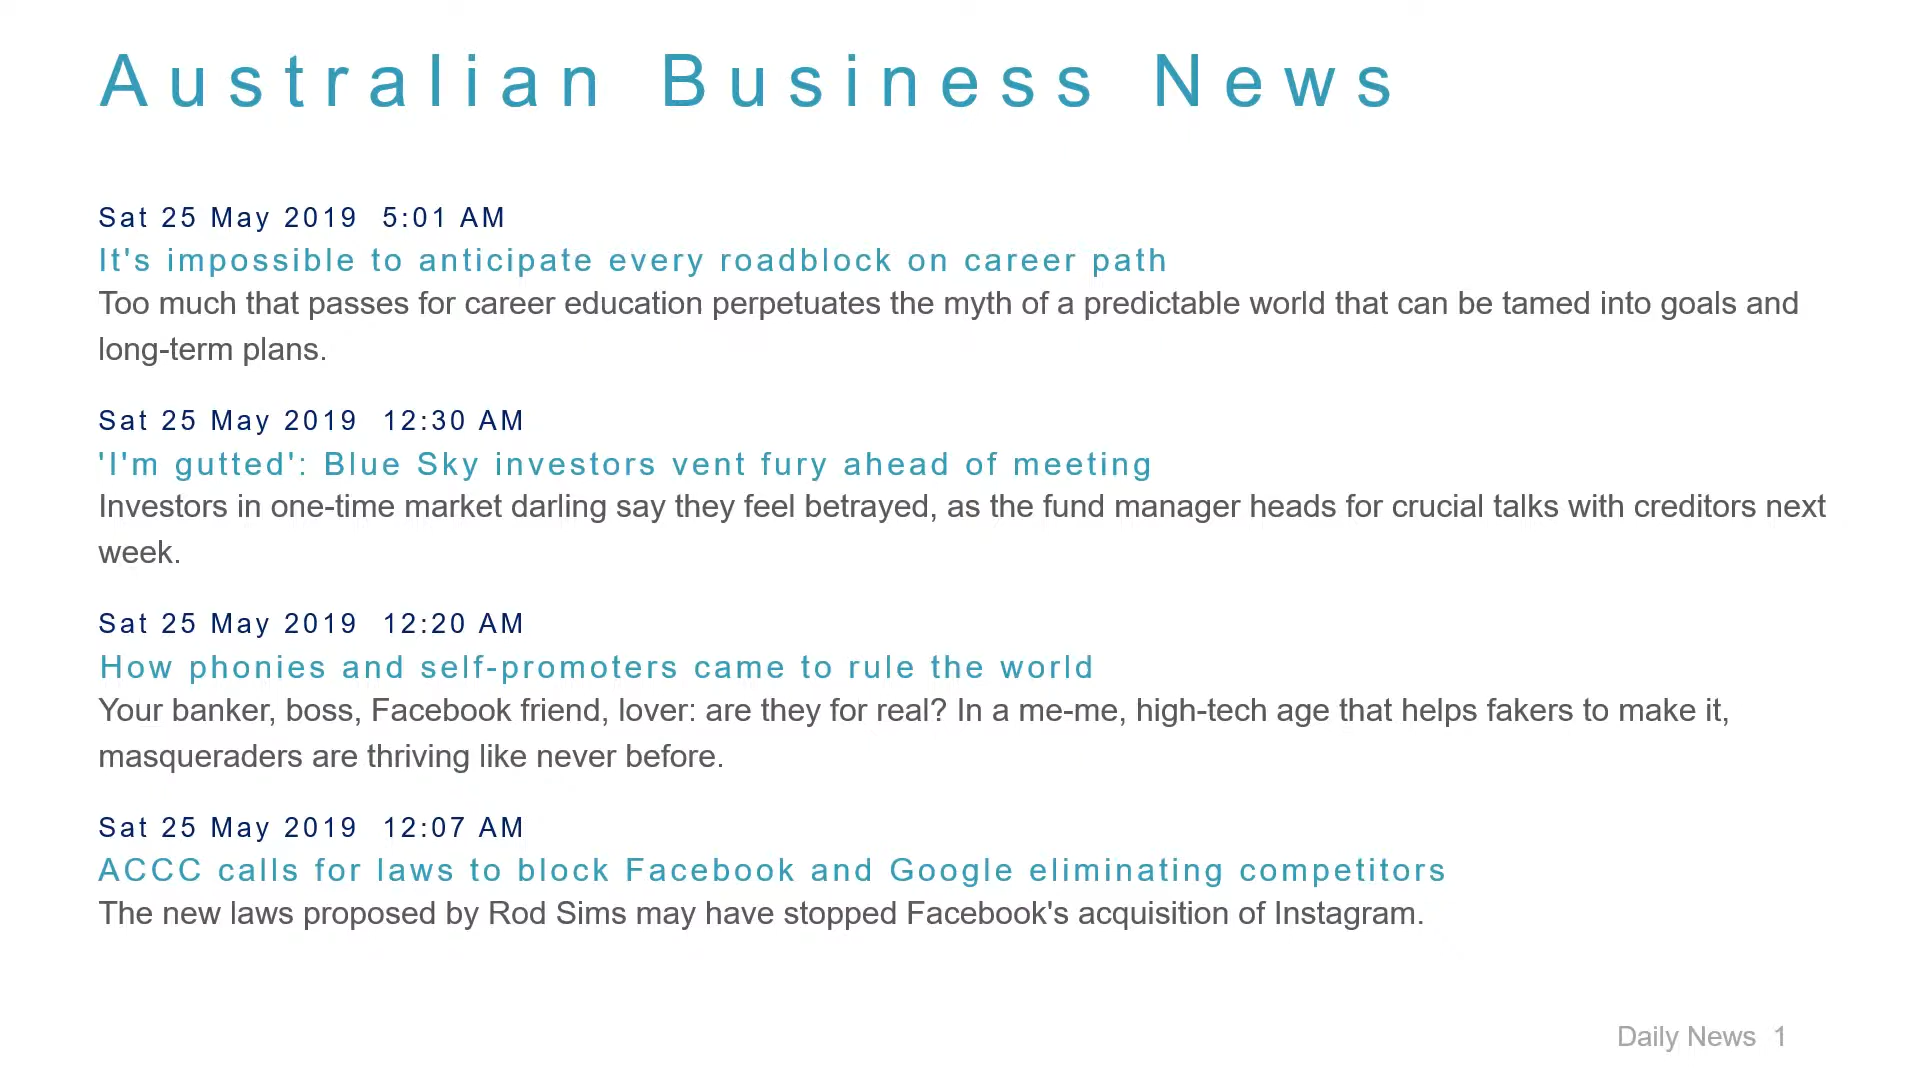 Australian Business News
Sat 25 May 2019  5:01 AM
It's impossible to anticipate every roadblock on career path
Too much that passes for career education perpetuates the myth of a predictable world that can be tamed into goals and
long-term plans.
Sat 25 May 2019  12:30 AM
'I'm gutted': Blue Sky investors vent fury ahead of meeting
Investors in one-time market darling say they feel betrayed, as the fund manager heads for crucial talks with creditors next
week.
Sat 25 May 2019  12:20 AM
How phonies and self-promoters came to rule the world
Your banker, boss, Facebook friend, lover: are they for real? In a me-me, high-tech age that helps fakers to make it,
masqueraders are thriving like never before.
Sat 25 May 2019  12:07 AM
ACCC calls for laws to block Facebook and Google eliminating competitors
The new laws proposed by Rod Sims may have stopped Facebook's acquisition of Instagram.
Daily News  1